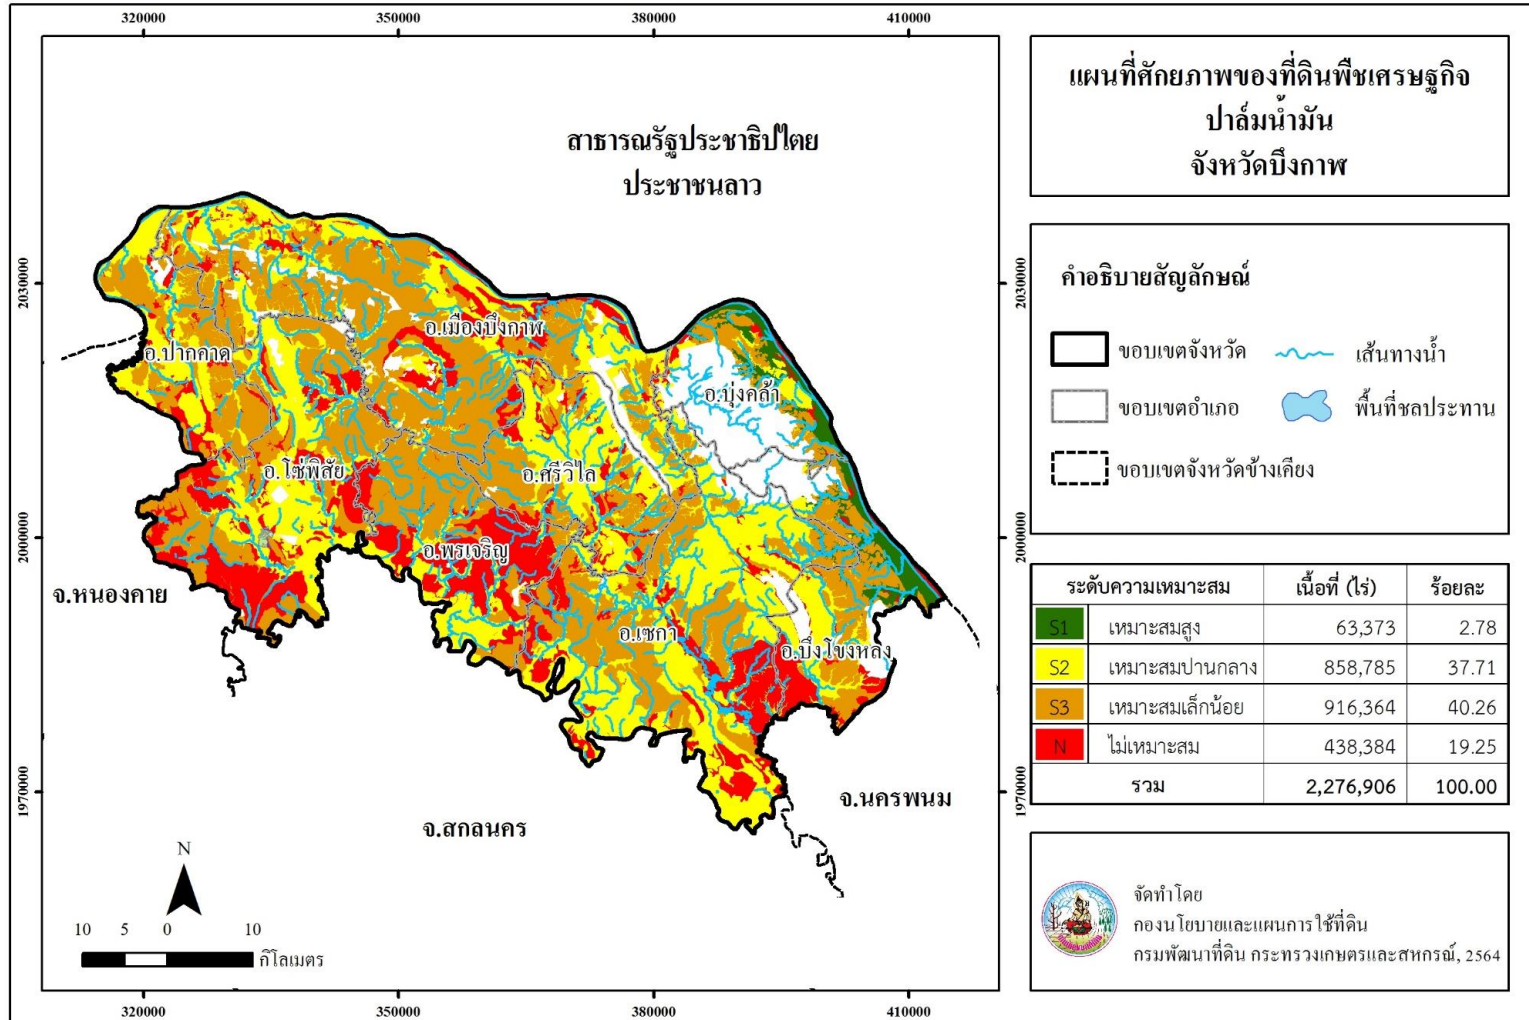 320000
350000
380000
410000
แผนที่ศักยภาพของที่ดินพืชเศรษฐกิจ
ปาล์มน้ำมัน
จังหวัดบึงกาฬ
สาธารณรัฐประชาธิปไตย
ประชาชนลาว
2030000
2030000
คำอธิบายสัญลักษณ์
ขอบเขตจังหวัด
เส้นทางน้ำ
ขอบเขตอำเภอ
พื้นที่ชลประทาน
ขอบเขตจังหวัดข้างเคียง
อ.เมืองบึงกาฬ
อ.ปากคาด
อ.บุ่งคล้า
อ.โซ่พิสัย
อ.ศรีวิไล
2000000
2000000
อ.พรเจริญ
จ.หนองคาย
อ.เซกา
อ.บึงโขงหลง
ระดับความเหมาะสม เนื้อที่ (ไร่) ร้อยละ
S1 เหมาะสมสูง 63,373 2.78
S2 เหมาะสมปานกลาง 858,785 37.71
S3 เหมาะสมเล็กน้อย 916,364 40.26
N ไม่เหมาะสม 438,384 19.25
รวม 2,276,906 100.00
1970000
1970000
จ.นครพนม
จ.สกลนคร
N
10 5 0 10
กิโลเมตร
จัดทำโดย
กองนโยบายและแผนการใช้ที่ดิน
กรมพัฒนาที่ดิน กระทรวงเกษตรและสหกรณ์, 2564
320000
350000
380000
410000